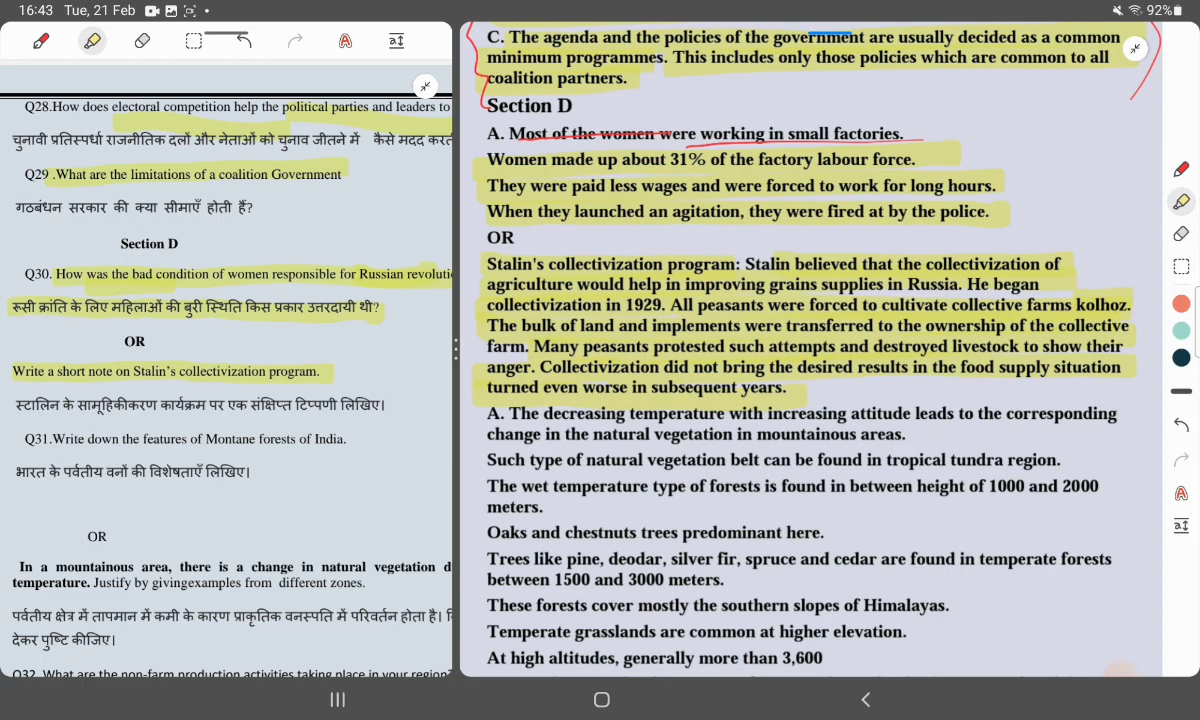 16:43 Tue, 21 Feb
92%
Q28.How does electoral competition help the political parties and leaders to
चुनावी प्रतिस्पर्धा राजनीतिक दलों और नेताओं को चुनाव जीतने में कैसे मदद करत
Q29 .What are the limitations of a coalition Government
गठबंधन सरकार की क्या सीमाएँ होती हैं?
Section D
Q30. How was the bad condition of women responsible for Russian revoluti
रूसी क्रांति के लिए महिलाओं की बुरी स्थिति किस प्रकार उत्तरदायी थी?
OR
Write a short note on Stalin's collectivization program.
स्टालिन के सामूहिकीकरण कार्यक्रम पर एक संक्षिप्त टिप्पणी लिखिए।
Q31.Write down the features of Montane forests of India.
भारत के पर्वतीय वनों की विशेषताएँ लिखिए।
OR
In a mountainous area, there is a change in natural vegetation d
temperature. Justify by givingexamples from different zones.
पर्वतीय क्षेत्र में तापमान में कमी के कारण प्राकृतिक वनस्पति में परिवर्तन होता है।
देकर पुष्टि कीजिए।
Q32. What are the non-farm production activities taking place in your region?
C. The agenda and the policies of the government are usually decided as a common
minimum programmes. This includes only those policies which are common to all
coalition partners.
Section D
A. Most of the women were working in small factories.
Women made up about 31% of the factory labour force.
They were paid less wages and were forced to work for long hours.
When they launched an agitation, they were fired at by the police.
OR
Stalin's collectivization program: Stalin believed that the collectivization of
agriculture would help in improving grains supplies in Russia. He began
collectivization in 1929. All peasants were forced to cultivate collective farms kolhoz.
The bulk of land and implements were transferred to the ownership of the collective
farm. Many peasants protested such attempts and destroyed livestock to show their
anger. Collectivization did not bring the desired results in the food supply situation
turned even worse in subsequent years.
A. The decreasing temperature with increasing attitude leads to the corresponding
change in the natural vegetation in mountainous areas.
Such type of natural vegetation belt can be found in tropical tundra region.
The wet temperature type of forests is found in between height of 1000 and 2000
meters.
Oaks and chestnuts trees predominant here.
Trees like pine, deodar, silver fir, spruce and cedar are found in temperate forests
between 1500 and 3000 meters.
These forests cover mostly the southern slopes of Himalayas.
Temperate grasslands are common at higher elevation.
At high altitudes, generally more than 3,600